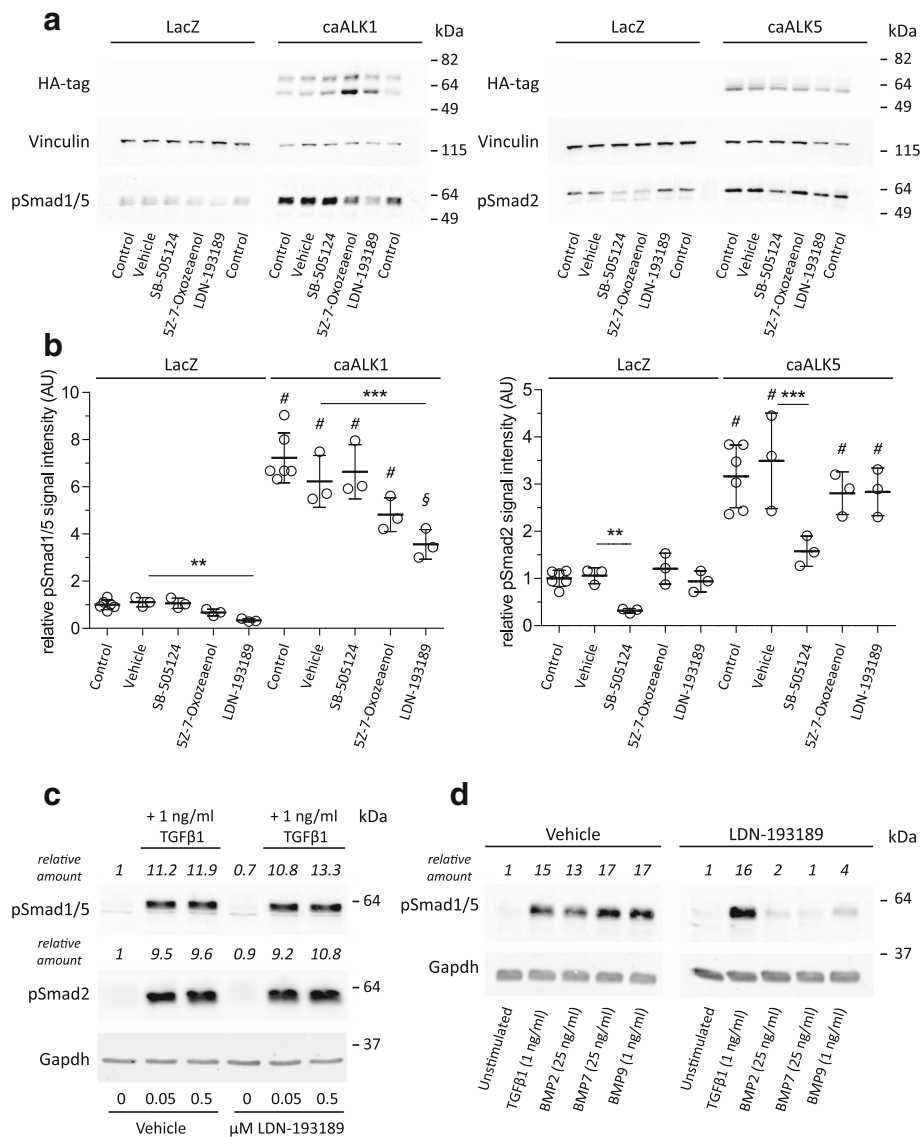 a
LacZ caALK1 kDa
HA-tag
– 82
– 64
– 49
Vinculin
– 115
pSmad1/5
– 64
– 49
Control
Vehicle
SB-505124
5Z-7-Oxozeaenol
LDN-193189
Control
Control
Vehicle
SB-505124
5Z-7-Oxozeaenol
LDN-193189
Control
LacZ caALK5 kDa
HA-tag
– 82
– 64
– 49
Vinculin
– 115
pSmad2
– 64
– 49
Control
Vehicle
SB-505124
5Z-7-Oxozeaenol
LDN-193189
Control
Control
Vehicle
SB-505124
5Z-7-Oxozeaenol
LDN-193189
Control
b
LacZ caALK1
relative pSmad1/5 signal intensity (AU)
10
8
6
4
2
0
**
***
# # # # §
Control
Vehicle
SB-505124
5Z-7-Oxozeaenol
LDN-193189
Control
Vehicle
SB-505124
5Z-7-Oxozeaenol
LDN-193189
LacZ caALK5
relative pSmad2 signal intensity (AU)
5
4
3
2
1
0
**
***
# # # #
Control
Vehicle
SB-505124
5Z-7-Oxozeaenol
LDN-193189
Control
Vehicle
SB-505124
5Z-7-Oxozeaenol
LDN-193189
c
+ 1 ng/ml + 1 ng/ml kDa
TGFβ1 TGFβ1
relative
amount
1 11.2 11.9 0.7 10.8 13.3
pSmad1/5
– 64
relative
amount
1 9.5 9.6 0.9 9.2 10.8
pSmad2
– 64
– 37
Gapdh
0 0.05 0.5 0 0.05 0.5
Vehicle µM LDN-193189
d
Vehicle LDN-193189 kDa
relative
amount
1 15 13 17 17 1 16 2 1 4
pSmad1/5
– 64
– 37
Gapdh
Unstimulated
TGFβ1 (1 ng/ml)
BMP2 (25 ng/ml)
BMP7 (25 ng/ml)
BMP9 (1 ng/ml)
Unstimulated
TGFβ1 (1 ng/ml)
BMP2 (25 ng/ml)
BMP7 (25 ng/ml)
BMP9 (1 ng/ml)